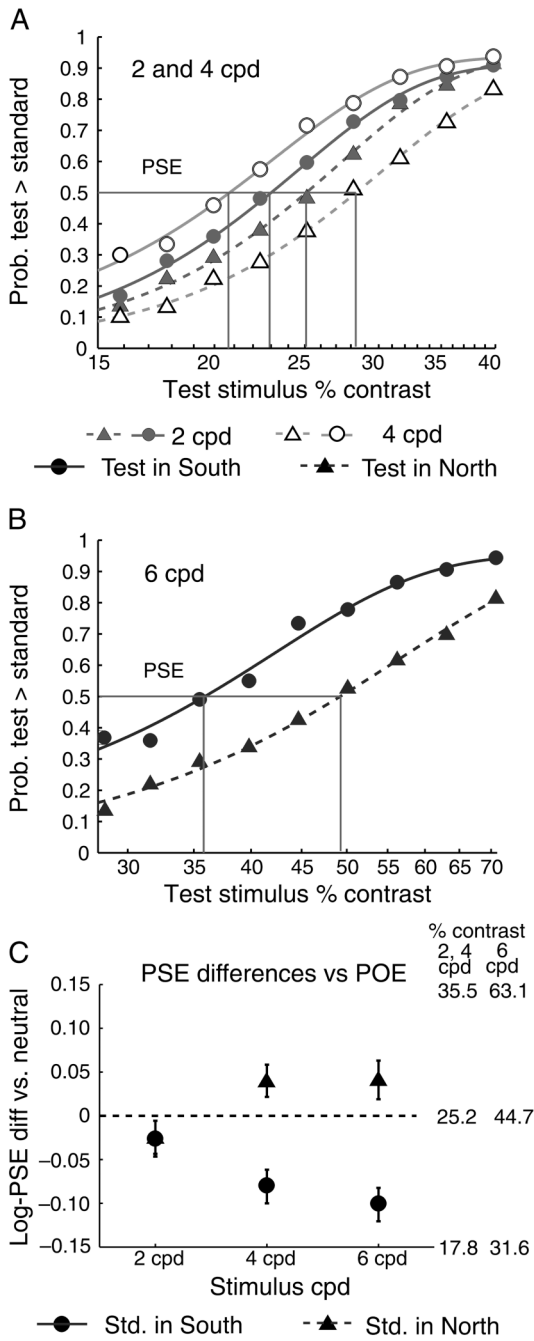 A
2 and 4 cpd
PSE
Prob. test > standard
1
0.9
0.8
0.7
0.6
0.5
0.4
0.3
0.2
0.1
0
15 20 25 30 35 40
Test stimulus % contrast
2 cpd 4 cpd
Test in South Test in North
B
6 cpd
PSE
Prob. test > standard
1
0.9
0.8
0.7
0.6
0.5
0.4
0.3
0.2
0.1
0
30 35 40 45 50 55 60 65 70
Test stimulus % contrast
C
% contrast
2, 4 6
cpd cpd
PSE differences vs POE
35.5 63.1
25.2 44.7
17.8 31.6
Log-PSE diff vs. neutral
0.15
0.10
0.05
0
−0.05
−0.10
−0.15
2 cpd 4 cpd 6 cpd
Stimulus cpd
Std. in South Std. in North